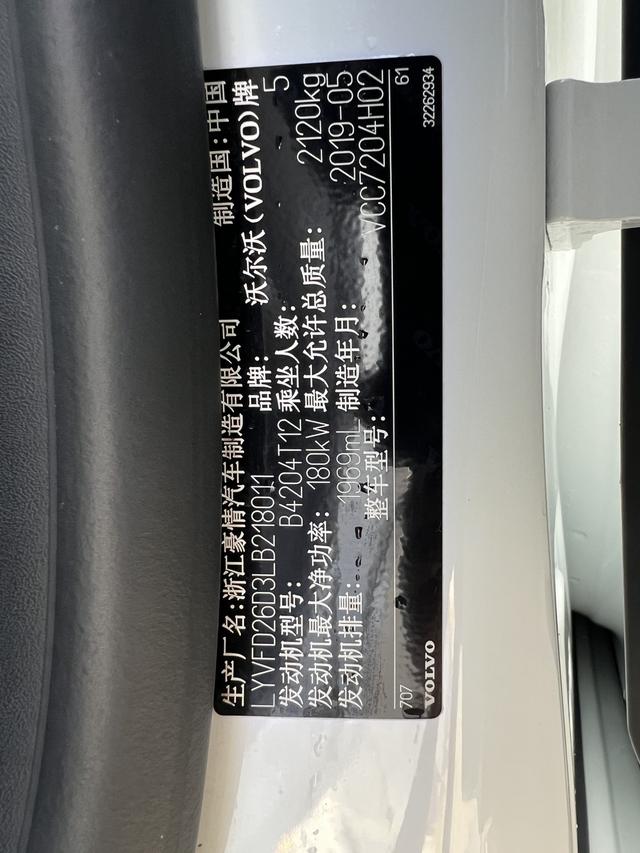 生产厂名:浙江豪情汽车制造有限公司 制造国:中国
LYVFD26D3LB218011 品牌: 沃尔沃(VOLVO)牌
发动机型号: B4204T12 乘坐人数: 5
发动机最大净功率: 180kW 最大允许总质量: 2120kg
发动机排量: 1969mL 制造年月: 2019-05
整车型号: VCC7204H02
707 61
VOLVO 32262934